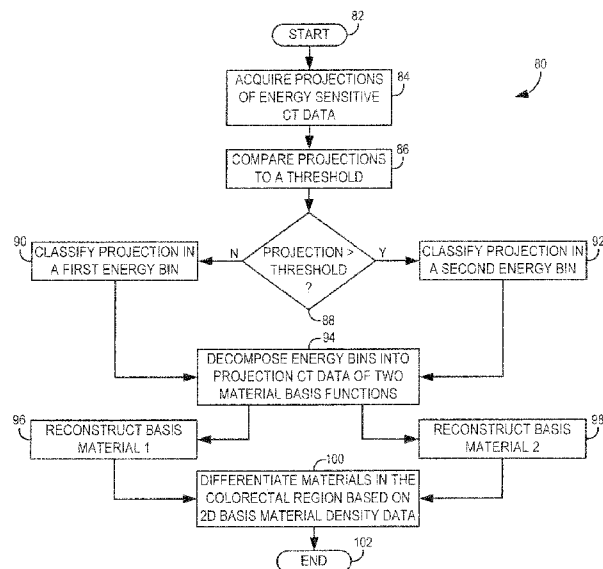 82
START
80
ACQUIRE PROJECTIONS
OF ENERGY SENSITIVE
CT DATA
84
86
COMPARE PROJECTIONS
TO A THRESHOLD
90
CLASSIFY PROJECTION IN
A FIRST ENERGY BIN
N
PROJECTION >
THRESHOLD
?
Y
88
92
CLASSIFY PROJECTION IN
A SECOND ENERGY BIN
94
DECOMPOSE ENERGY BINS INTO
PROJECTION CT DATA OF TWO
MATERIAL BASIS FUNCTIONS
96
RECONSTRUCT BASIS
MATERIAL 1
98
RECONSTRUCT BASIS
MATERIAL 2
100
DIFFERENTIATE MATERIALS IN THE
COLORECTAL REGION BASED ON
2D BASIS MATERIAL DENSITY DATA
END
102